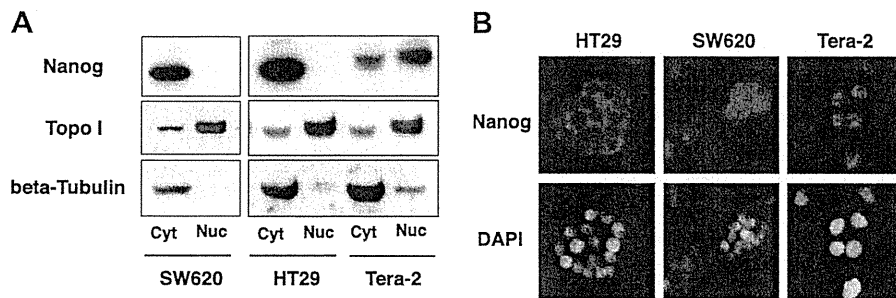 A
Nanog
Topo I
beta-Tubulin
Cyt Nuc Cyt Nuc Cyt Nuc
SW620 HT29 Tera-2
B
HT29 SW620 Tera-2
Nanog
DAPI